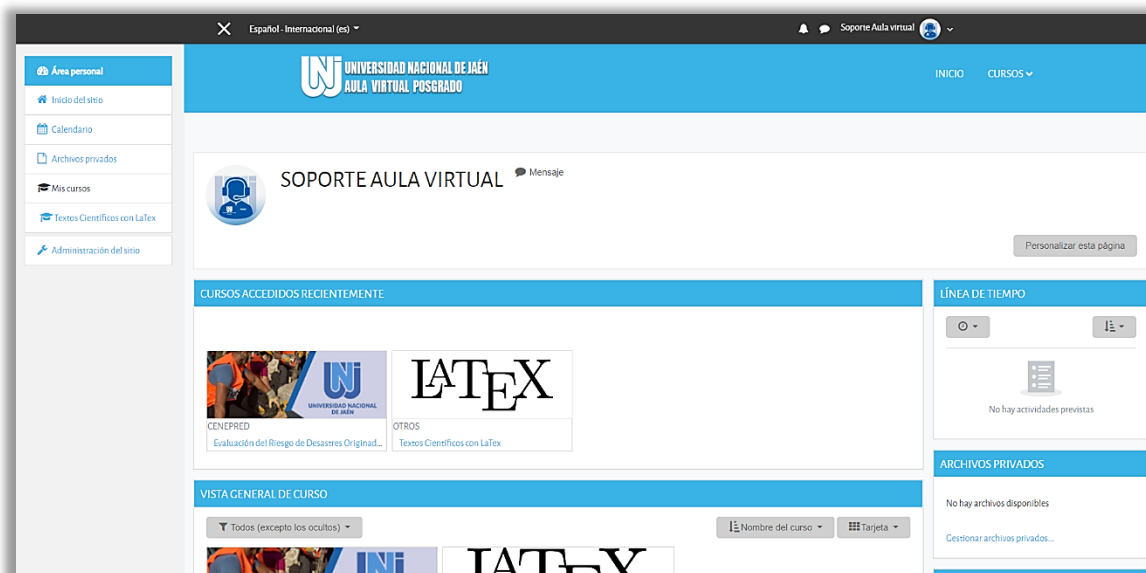 Español - Internacional (es)
Soporte Aula virtual
UNJ UNIVERSIDAD NACIONAL DE JAÉN
AULA VIRTUAL POSGRADO
INICIO
CURSOS
Área personal
Inicio del sitio
Calendario
Archivos privados
Mis cursos
Textos Científicos con LaTex
Administración del sitio
SOPORTE AULA VIRTUAL
Mensaje
Personalizar esta página
CURSOS ACCEDIDOS RECIENTEMENTE
UNJ
UNIVERSIDAD NACIONAL
DE JAÉN
LATEX
CENEPRED
Evaluación del Riesgo de Desastres Originad...
OTROS
Textos Científicos con LaTex
VISTA GENERAL DE CURSO
Todos (excepto los ocultos)
Nombre del curso
Tarjeta
UNJ
LATEX
LÍNEA DE TIEMPO
No hay actividades previstas
ARCHIVOS PRIVADOS
No hay archivos disponibles
Gestionar archivos privados...